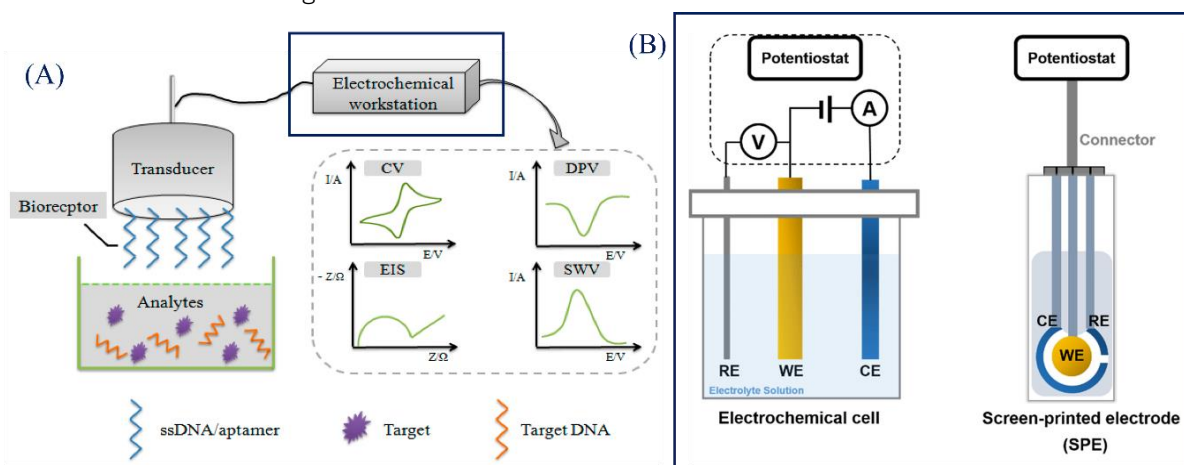 (A)
Electrochemical
workstation
Transducer
Biorecptor
Analytes
CV
I/A
E/V
DPV
I/A
E/V
EIS
- Z/Ω
Z/Ω
SWV
I/A
E/V
ssDNA/aptamer
Target
Target DNA
(B)
Potentiostat
V
A
RE
WE
CE
Electrolyte Solution
Electrochemical cell
Potentiostat
Connector
CE
RE
WE
Screen-printed electrode
(SPE)